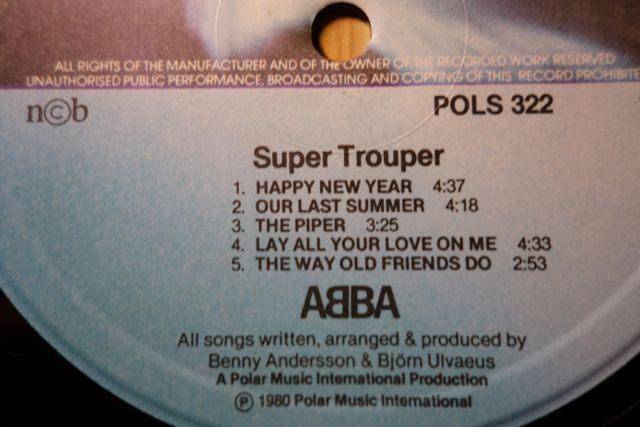 ALL RIGHTS OF THE MANUFACTURER AND OF THE OWNER OF THE RECORDED WORK RESERVED
UNAUTHORISED PUBLIC PERFORMANCE, BROADCASTING AND COPYING OF THIS RECORD PROHIBITE
n©b POLS 322
Super Trouper
1. HAPPY NEW YEAR 4:37
2. OUR LAST SUMMER 4:18
3. THE PIPER 3:25
4. LAY ALL YOUR LOVE ON ME 4:33
5. THE WAY OLD FRIENDS DO 2:53
ABBA
All songs written, arranged & produced by
Benny Andersson & Björn Ulvaeus
A Polar Music International Production
℗ 1980 Polar Music International